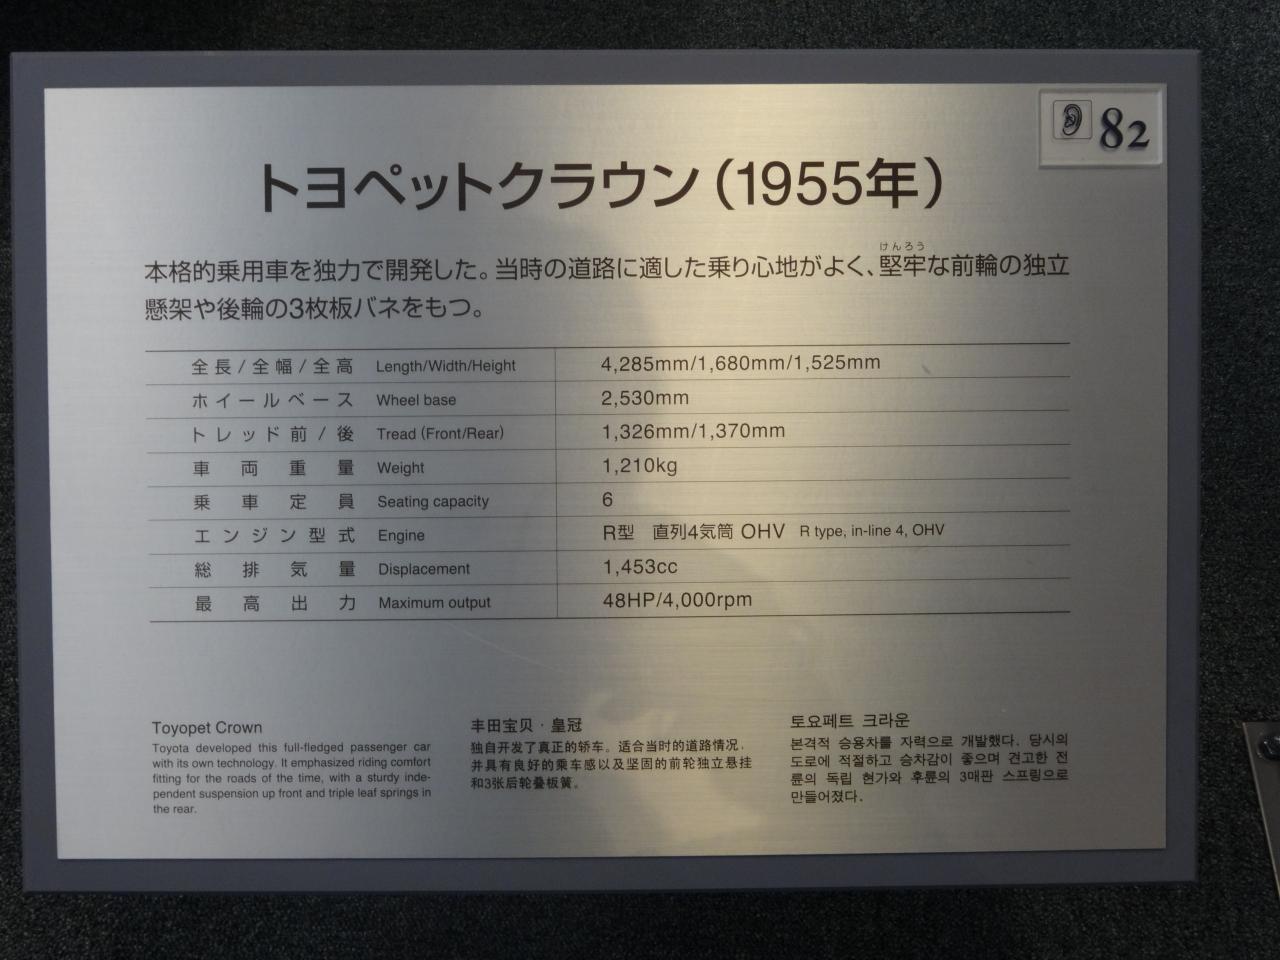 82
トヨペットクラウン（1955年）
けんろう
本格的乗用車を独力で開発した。当時の道路に適した乗り心地がよく、堅牢な前輪の独立
懸架や後輪の3枚板バネをもつ。
全長/全幅/全高 Length/Width/Height 4,285mm/1,680mm/1,525mm
ホイールベース Wheel base 2,530mm
トレッド前/後 Tread (Front/Rear) 1,326mm/1,370mm
車両重量 Weight 1,210kg
乗車定員 Seating capacity 6
エンジン型式 Engine R型 直列4気筒 OHV R type, in-line 4, OHV
総排気量 Displacement 1,453cc
最高出力 Maximum output 48HP/4,000rpm
Toyopet Crown
Toyota developed this full-fledged passenger car
with its own technology. It emphasized riding comfort
fitting for the roads of the time, with a sturdy inde-
pendent suspension up front and triple leaf springs in
the rear.
丰田宝贝·皇冠
独自开发了真正的轿车。适合当时的道路情况，
并具有良好的乘车感以及坚固的前轮独立悬挂
和3张后轮叠板簧。
토요페트 크라운
본격적 승용차를 자력으로 개발했다. 당시의
도로에 적절하고 승차감이 좋으며 견고한 전
륜의 독립 현가와 후륜의 3매판 스프링으로
만들어졌다.